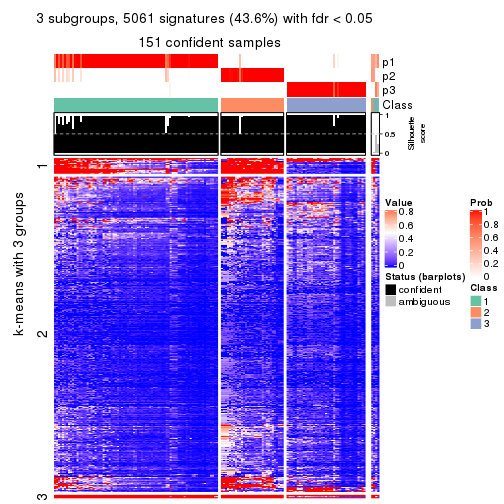 3 subgroups, 5061 signatures (43.6%) with fdr < 0.05
151 confident samples
p1
p2
p3
Class
1
0.5
0
Silhouette
score
k-means with 3 groups
1
2
3
Value
0.8
0.6
0.4
0.2
0
Status (barplots)
confident
ambiguous
Prob
0.8
0.6
0.4
0.2
0
Class
1
2
3